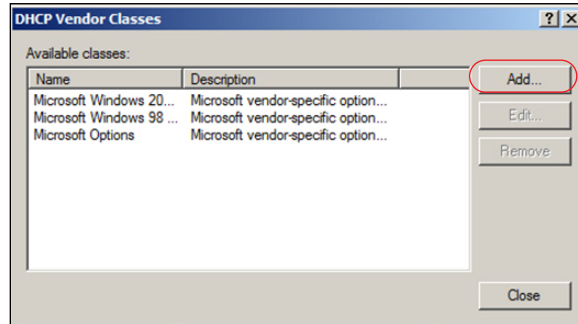 DHCP Vendor Classes
Available classes:
Name Description
Add...
Microsoft Windows 20... Microsoft vendor-specific option...
Microsoft Windows 98 ... Microsoft vendor-specific option...
Edit...
Microsoft Options Microsoft vendor-specific option...
Remove
Close